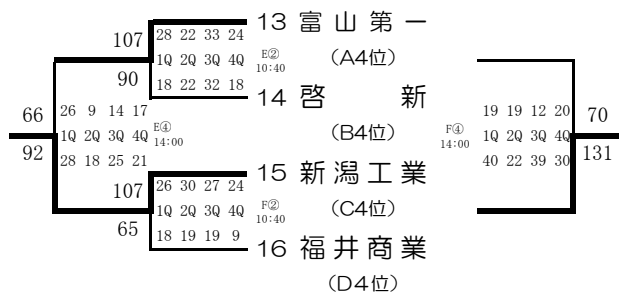 13 富山第一
107 28 22 33 24
1Q 2Q 3Q 4Q E② 10:40 (A4位)
90 18 22 32 18
14 啓 新
66 26 9 14 17 (B4位) 19 19 12 20 70
1Q 2Q 3Q 4Q E④ 14:00 F④ 14:00 1Q 2Q 3Q 4Q
92 28 18 25 21 40 22 39 30 131
15 新潟工業
107 26 30 27 24
1Q 2Q 3Q 4Q F② 10:40 (C4位)
65 18 19 19 9
16 福井商業
(D4位)